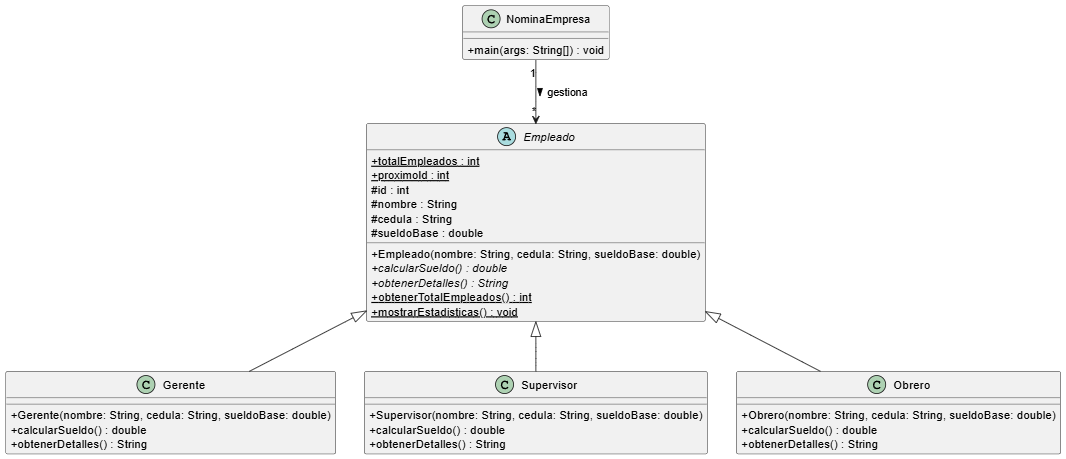 C NominaEmpresa
+main(args: String[]) : void
1
gestiona
*
A Empleado
+totalEmpleados : int
+proximoId : int
#id : int
#nombre : String
#cedula : String
#sueldoBase : double
+Empleado(nombre: String, cedula: String, sueldoBase: double)
+calcularSueldo() : double
+obtenerDetalles() : String
+obtenerTotalEmpleados() : int
+mostrarEstadisticas() : void
C Gerente
+Gerente(nombre: String, cedula: String, sueldoBase: double)
+calcularSueldo() : double
+obtenerDetalles() : String
C Supervisor
+Supervisor(nombre: String, cedula: String, sueldoBase: double)
+calcularSueldo() : double
+obtenerDetalles() : String
C Obrero
+Obrero(nombre: String, cedula: String, sueldoBase: double)
+calcularSueldo() : double
+obtenerDetalles() : String